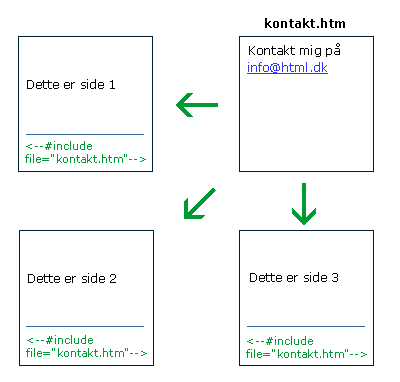 kontakt.htm
Kontakt mig på
info@html.dk
Dette er side 1
<--#include
file="kontakt.htm"-->
Dette er side 2
<--#include
file="kontakt.htm"-->
Dette er side 3
<--#include
file="kontakt.htm"-->